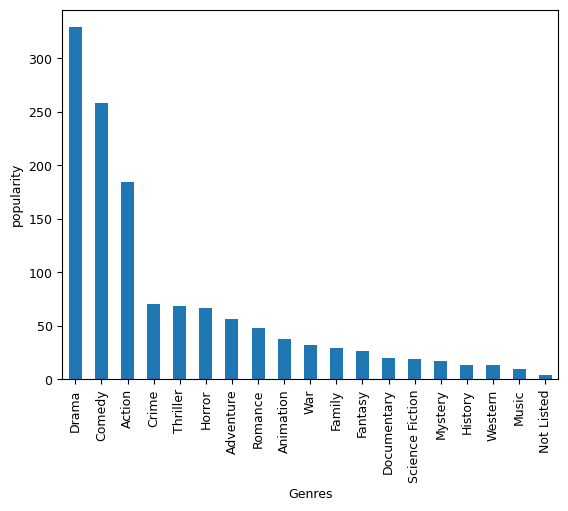 300
250
200
150
100
50
0
popularity
Drama
Comedy
Action
Crime
Thriller
Horror
Adventure
Romance
Animation
War
Family
Fantasy
Documentary
Science Fiction
Mystery
History
Western
Music
Not Listed
Genres